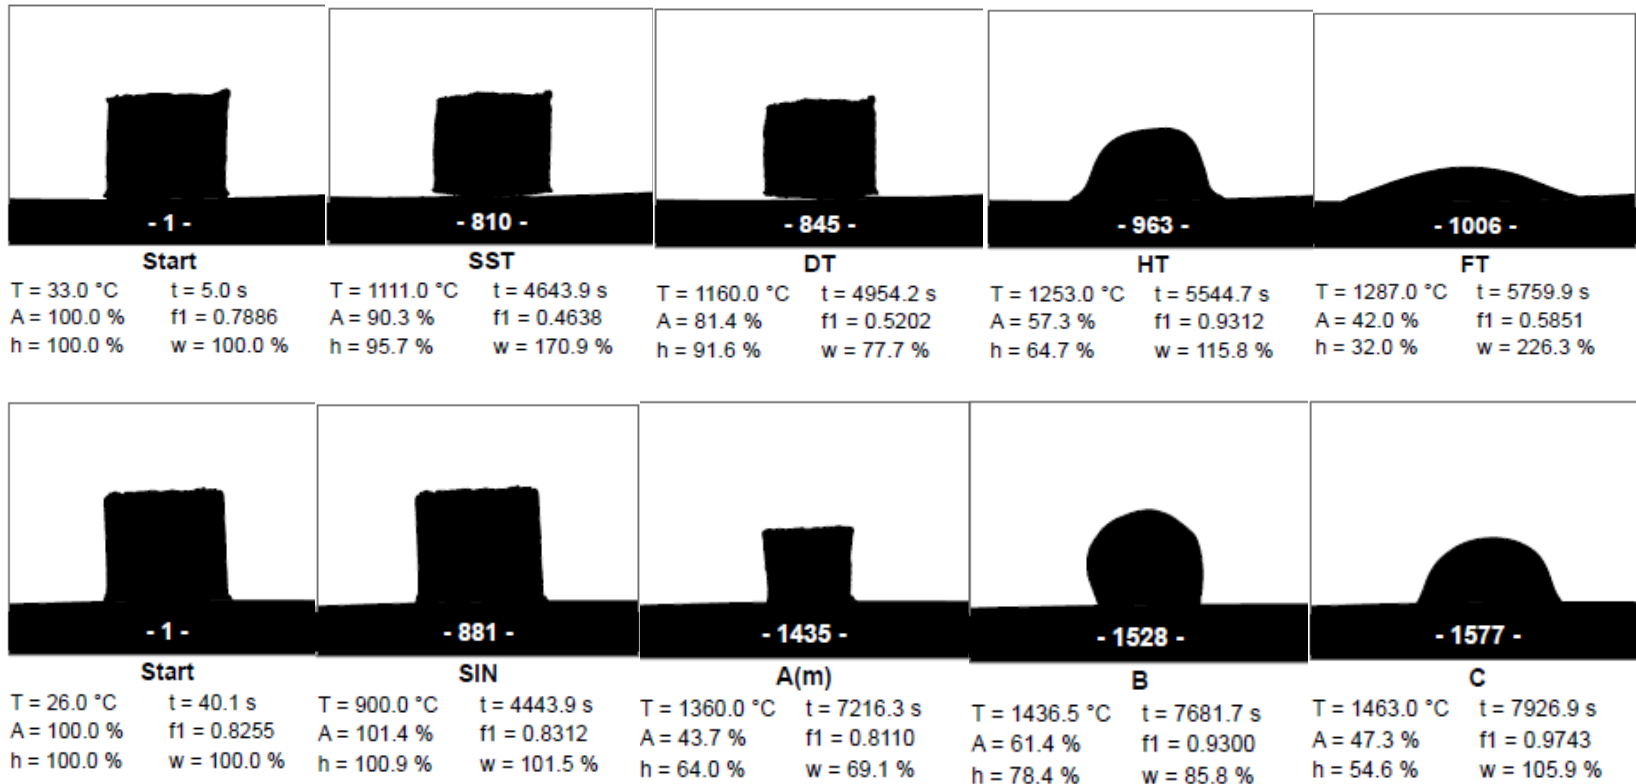 - 1 -
- 810 -
- 845 -
- 963 -
- 1006 -
Start
SST
DT
HT
FT
T = 33.0 °C t = 5.0 s
A = 100.0 % f1 = 0.7886
h = 100.0 % w = 100.0 %
T = 1111.0 °C t = 4643.9 s
A = 90.3 % f1 = 0.4638
h = 95.7 % w = 170.9 %
T = 1160.0 °C t = 4954.2 s
A = 81.4 % f1 = 0.5202
h = 91.6 % w = 77.7 %
T = 1253.0 °C t = 5544.7 s
A = 57.3 % f1 = 0.9312
h = 64.7 % w = 115.8 %
T = 1287.0 °C t = 5759.9 s
A = 42.0 % f1 = 0.5851
h = 32.0 % w = 226.3 %
- 1 -
- 881 -
- 1435 -
- 1528 -
- 1577 -
Start
SIN
A(m)
B
C
T = 26.0 °C t = 40.1 s
A = 100.0 % f1 = 0.8255
h = 100.0 % w = 100.0 %
T = 900.0 °C t = 4443.9 s
A = 101.4 % f1 = 0.8312
h = 100.9 % w = 101.5 %
T = 1360.0 °C t = 7216.3 s
A = 43.7 % f1 = 0.8110
h = 64.0 % w = 69.1 %
T = 1436.5 °C t = 7681.7 s
A = 61.4 % f1 = 0.9300
h = 78.4 % w = 85.8 %
T = 1463.0 °C t = 7926.9 s
A = 47.3 % f1 = 0.9743
h = 54.6 % w = 105.9 %